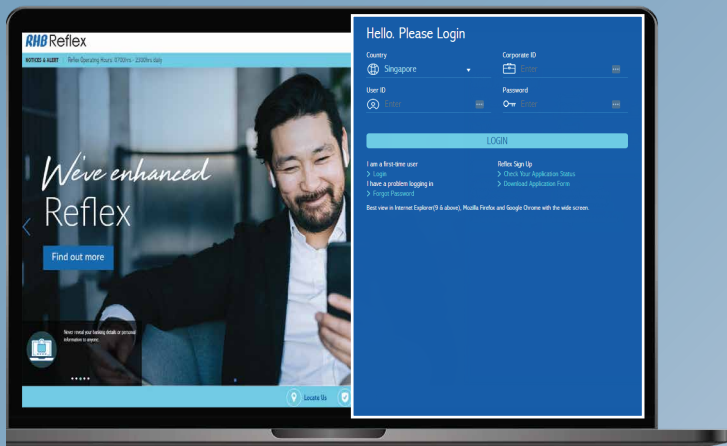 RHB Reflex
NOTICES & ALERT | Reflex Operating Hours: 0700hrs - 2300hrs daily
We've enhanced
Reflex
Find out more
Never reveal your banking details or personal
information to anyone.
Locate Us
Hello. Please Login
Country
Corporate ID
Singapore
Enter
User ID
Password
Enter
Enter
LOGIN
I am a first-time user
Reflex Sign Up
> Login
> Check Your Application Status
I have a problem logging in
> Download Application Form
> Forgot Password
Best view in Internet Explorer(9 & above), Mozilla Firefox and Google Chrome with the wide screen.